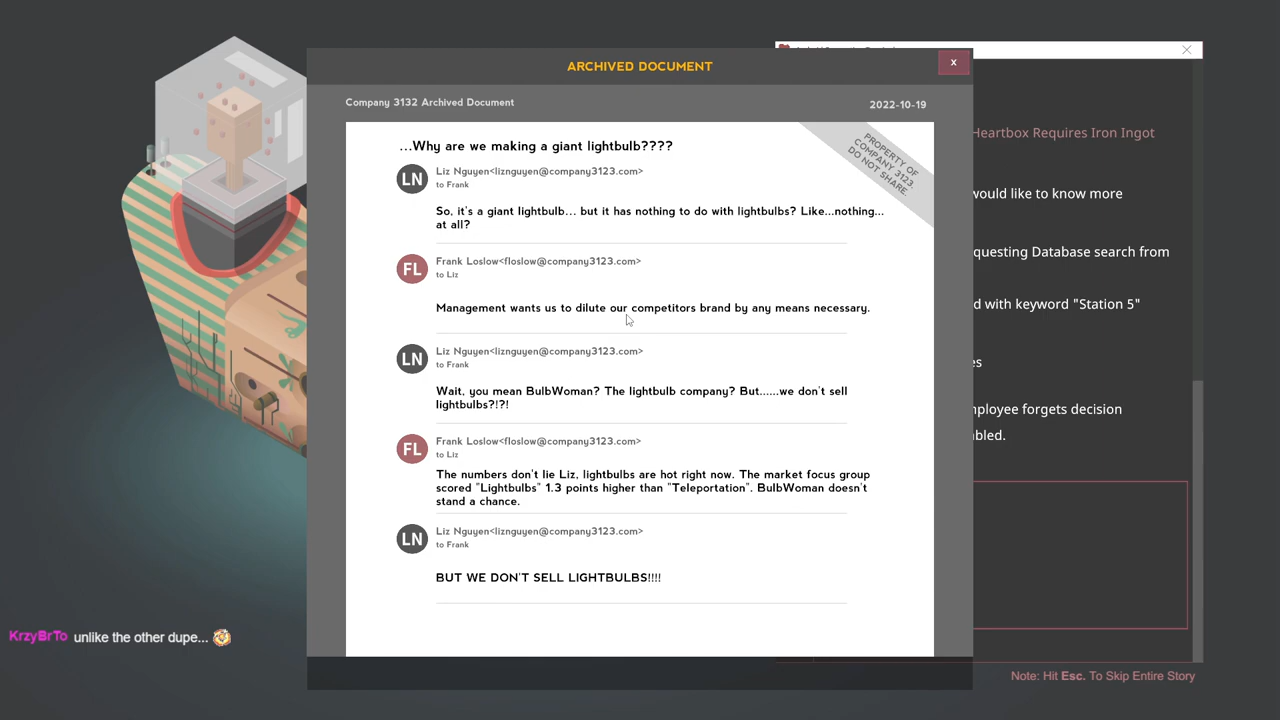 ARCHIVED DOCUMENT
x
Company 3132 Archived Document
2022-10-19
PROPERTY OF
COMPANY 3123.
DO NOT SHARE.
...Why are we making a giant lightbulb????
LN
Liz Nguyen<liznguyen@company3123.com>
to Frank
So, it's a giant lightbulb... but it has nothing to do with lightbulbs? Like...nothing...
at all?
FL
Frank Loslow<floslow@company3123.com>
to Liz
Management wants us to dilute our competitors brand by any means necessary.
LN
Liz Nguyen<liznguyen@company3123.com>
to Frank
Wait, you mean BulbWoman? The lightbulb company? But......we don't sell
lightbulbs?!?!
FL
Frank Loslow<floslow@company3123.com>
to Liz
The numbers don't lie Liz, lightbulbs are hot right now. The market focus group
scored "Lightbulbs" 1.3 points higher than "Teleportation". BulbWoman doesn't
stand a chance.
LN
Liz Nguyen<liznguyen@company3123.com>
to Frank
BUT WE DON'T SELL LIGHTBULBS!!!!
Heartbox Requires Iron Ingot
would like to know more
questing Database search from
d with keyword "Station 5"
es
mployee forgets decision
bled.
KrzyBrTo unlike the other dupe...
Note: Hit Esc. To Skip Entire Story